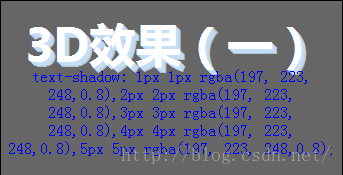 3D效果（一）
text-shadow: 1px 1px rgba(197, 223,
248,0.8),2px 2px rgba(197, 223,
248,0.8),3px 3px rgba(197, 223,
248,0.8),4px 4px rgba(197, 223,
248,0.8),5px 5px rgba(197, 223, 248,0.8);
http://blog.csdn.net/